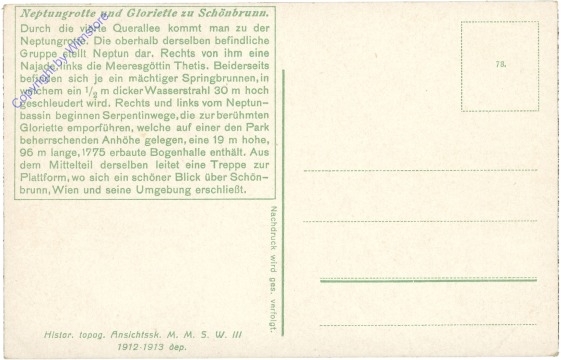 Neptungrotte und Gloriette zu Schönbrunn.
Durch die vierte Querallee kommt man zu der
Neptungrotte. Die oberhalb derselben befindliche
Gruppe stellt Neptun dar. Rechts von ihm eine
Najade, links die Meeresgöttin Thetis. Beiderseits
befinden sich je ein mächtiger Springbrunnen, in
welchem ein 1/2 m dicker Wasserstrahl 30 m hoch
geschleudert wird. Rechts und links vom Neptun-
bassin beginnen Serpentinwege, die zur berühmten
Gloriette emporführen, welche auf einer den Park
beherrschenden Anhöhe gelegen, eine 19 m hohe,
96 m lange, 1775 erbaute Bogenhalle enthält. Aus
dem Mittelteil derselben leitet eine Treppe zur
Plattform, wo sich ein schöner Blick über Schön-
brunn, Wien und seine Umgebung erschließt.
Copyright by Wilnstore
78.
Nachdruck wird ges. verfolgt.
Histor. topog. Ansichtssk. M. M. S. W. III
1912-1913 dep.